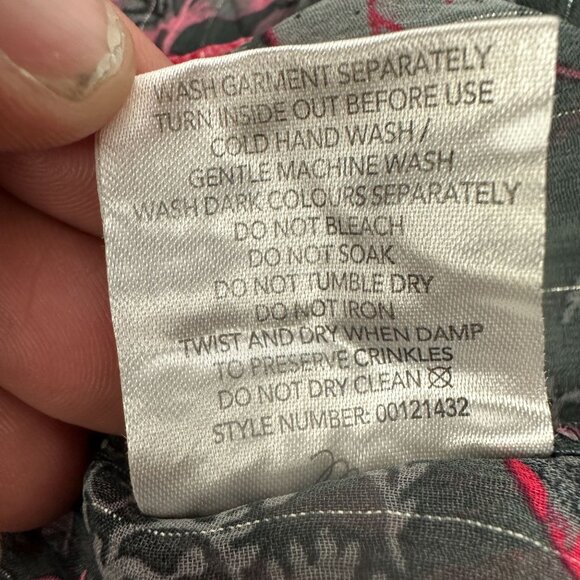 WASH GARMENT SEPARATELY
TURN INSIDE OUT BEFORE USE
COLD HAND WASH /
GENTLE MACHINE WASH
WASH DARK COLOURS SEPARATELY
DO NOT BLEACH
DO NOT SOAK
DO NOT TUMBLE DRY
DO NOT IRON
TWIST AND DRY WHEN DAMP
TO PRESERVE CRINKLES
DO NOT DRY CLEAN
STYLE NUMBER: 00121432